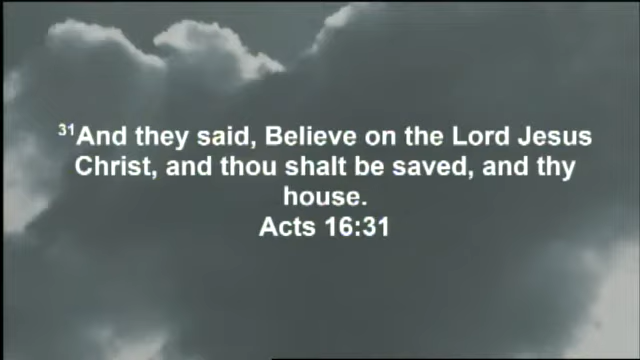 ³¹And they said, Believe on the Lord Jesus
Christ, and thou shalt be saved, and thy
house.
Acts 16:31